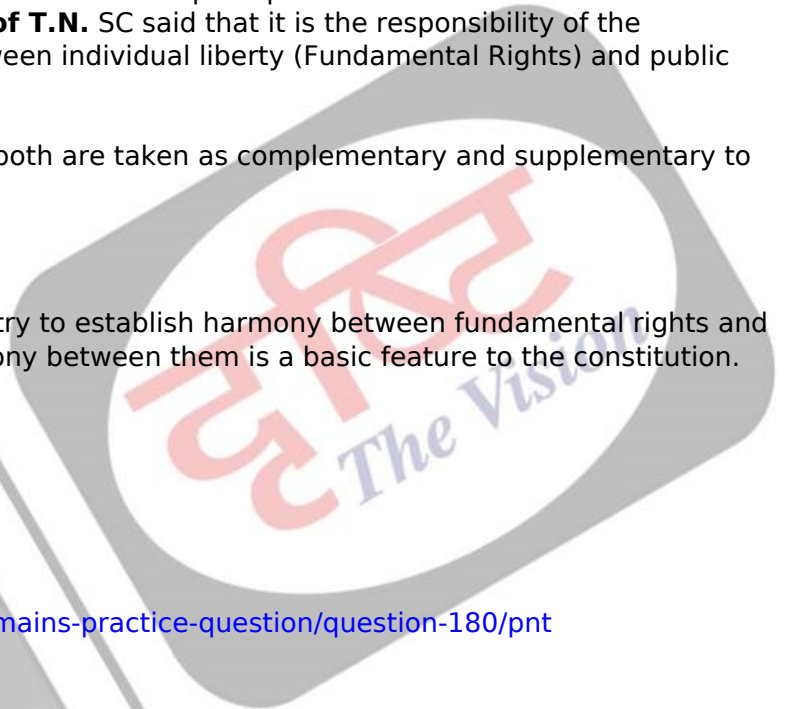 of T.N. SC said that it is the responsibility of the
ween individual liberty (Fundamental Rights) and public
both are taken as complementary and supplementary to
try to establish harmony between fundamental rights and
ony between them is a basic feature to the constitution.
दृष्टि
The Vision
mains-practice-question/question-180/pnt